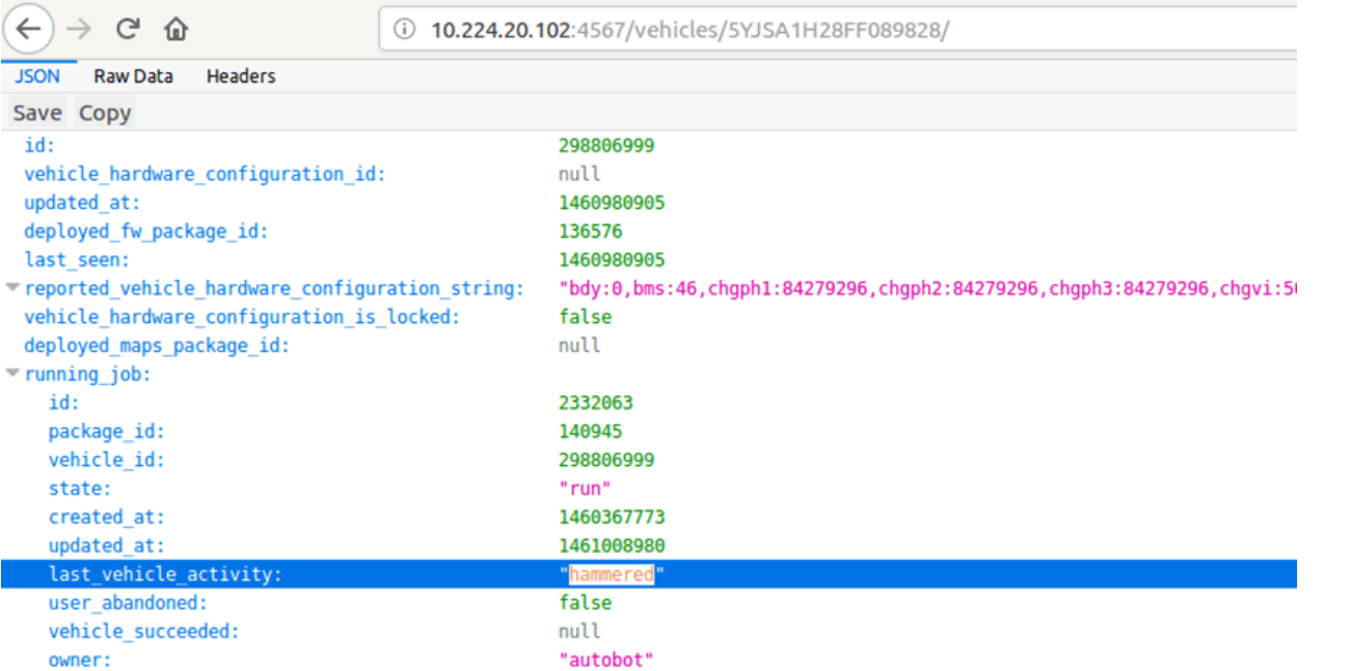 10.224.20.102:4567/vehicles/5YJSA1H28FF089828/
JSON Raw Data Headers
Save Copy
id: 298806999
vehicle_hardware_configuration_id: null
updated_at: 1460980905
deployed_fw_package_id: 136576
last_seen: 1460980905
reported_vehicle_hardware_configuration_string: "bdy:0,bms:46,chgph1:84279296,chgph2:84279296,chgph3:84279296,chgvi:5
vehicle_hardware_configuration_is_locked: false
deployed_maps_package_id: null
running_job:
id: 2332063
package_id: 140945
vehicle_id: 298806999
state: "run"
created_at: 1460367773
updated_at: 1461008980
last_vehicle_activity: "hammered"
user_abandoned: false
vehicle_succeeded: null
owner: "autobot"